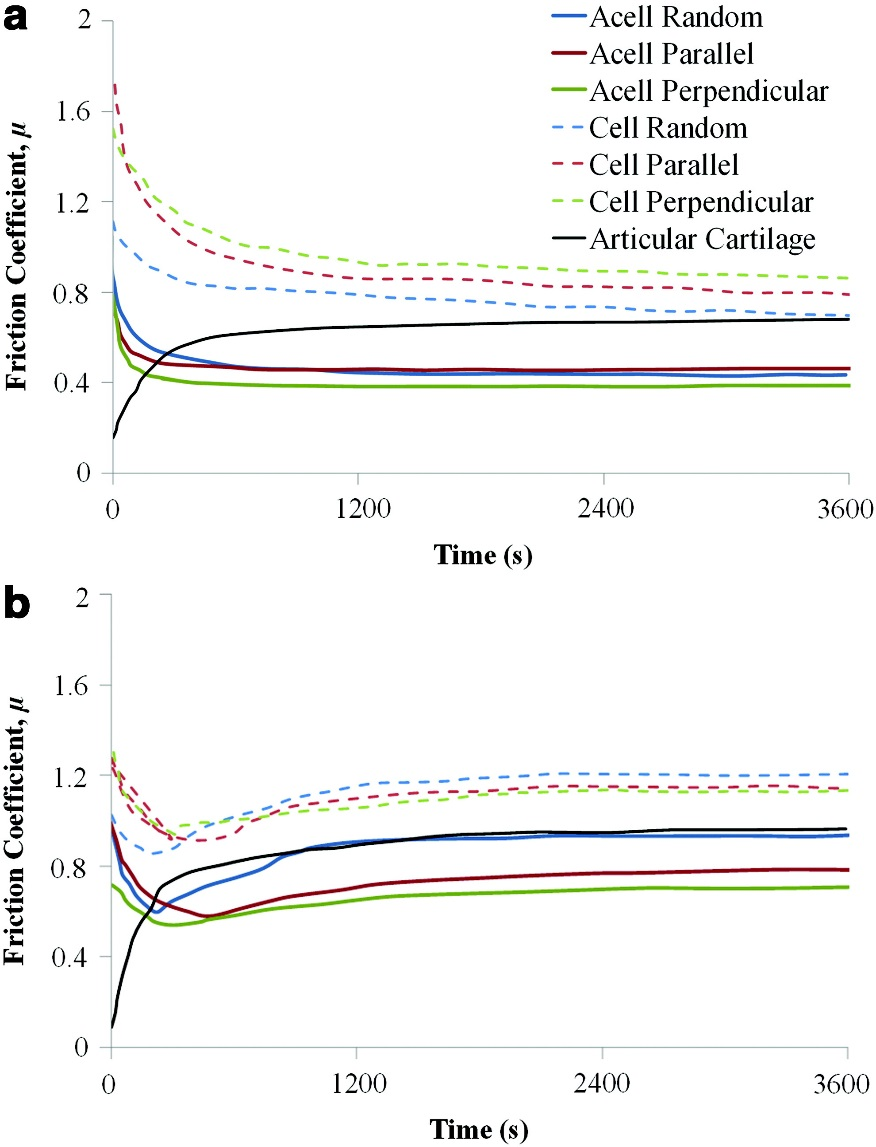 a
Friction Coefficient, μ
2
1.6
1.2
0.8
0.4
0
Acell Random
Acell Parallel
Acell Perpendicular
Cell Random
Cell Parallel
Cell Perpendicular
Articular Cartilage
0 1200 2400 3600
Time (s)
b
Friction Coefficient, μ
2
1.6
1.2
0.8
0.4
0
0 1200 2400 3600
Time (s)